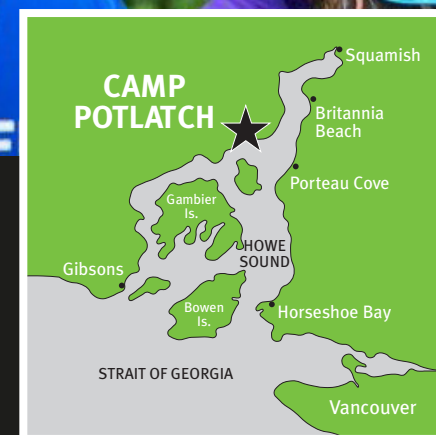 Squamish
CAMP
POTLATCH
Britannia
Beach
Porteau Cove
Gambier
Is.
HOWE
SOUND
Gibsons
Bowen
Is.
Horseshoe Bay
STRAIT OF GEORGIA
Vancouver